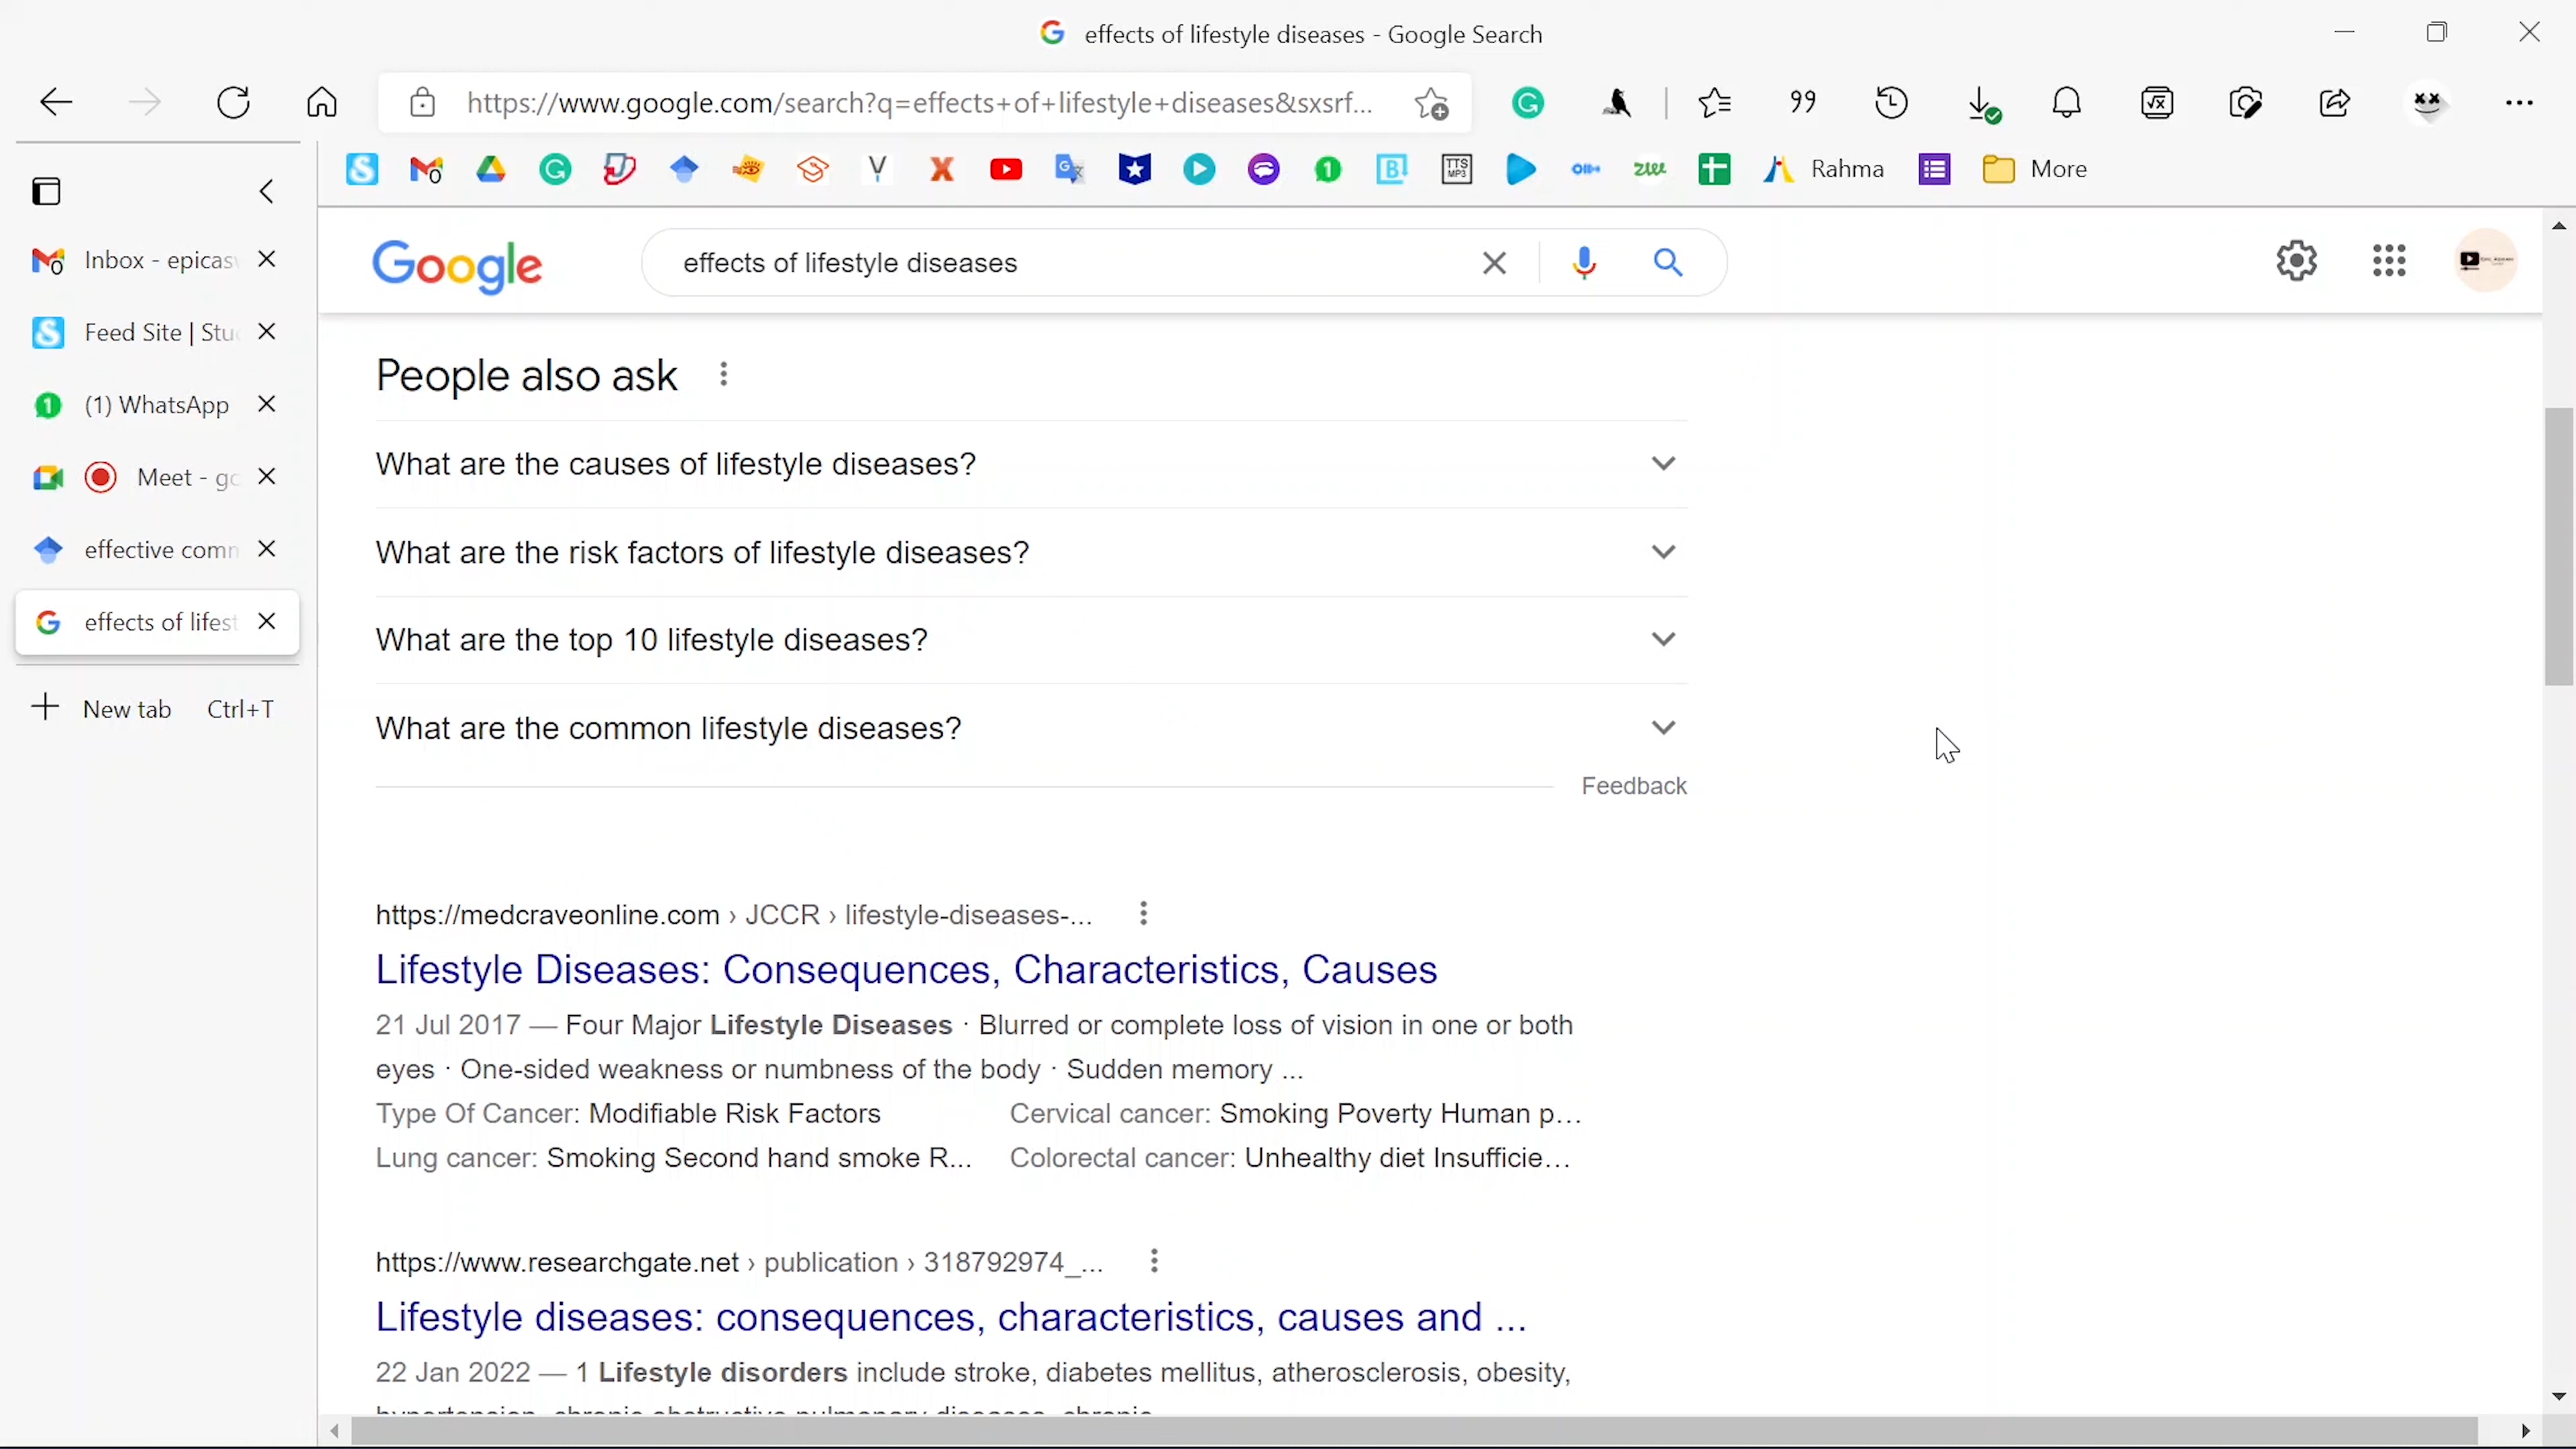 effects of lifestyle diseases - Google Search
https://www.google.com/search?q=effects+of+lifestyle+diseases&sxsrf...
Rahma
More
Inbox - epicas
Feed Site | Stu
(1) WhatsApp
Meet - go
effective com
effects of lifest
New tab Ctrl+T
Google
effects of lifestyle diseases
People also ask
What are the causes of lifestyle diseases?
What are the risk factors of lifestyle diseases?
What are the top 10 lifestyle diseases?
What are the common lifestyle diseases?
Feedback
https://medcraveonline.com › JCCR › lifestyle-diseases-...
Lifestyle Diseases: Consequences, Characteristics, Causes
21 Jul 2017 — Four Major Lifestyle Diseases · Blurred or complete loss of vision in one or both
eyes · One-sided weakness or numbness of the body · Sudden memory ...
Type Of Cancer: Modifiable Risk Factors Cervical cancer: Smoking Poverty Human p...
Lung cancer: Smoking Second hand smoke R... Colorectal cancer: Unhealthy diet Insufficie...
https://www.researchgate.net › publication › 318792974_...
Lifestyle diseases: consequences, characteristics, causes and ...
22 Jan 2022 — 1 Lifestyle disorders include stroke, diabetes mellitus, atherosclerosis, obesity,
hypertension, chronic obstructive pulmonary diseases, chronic